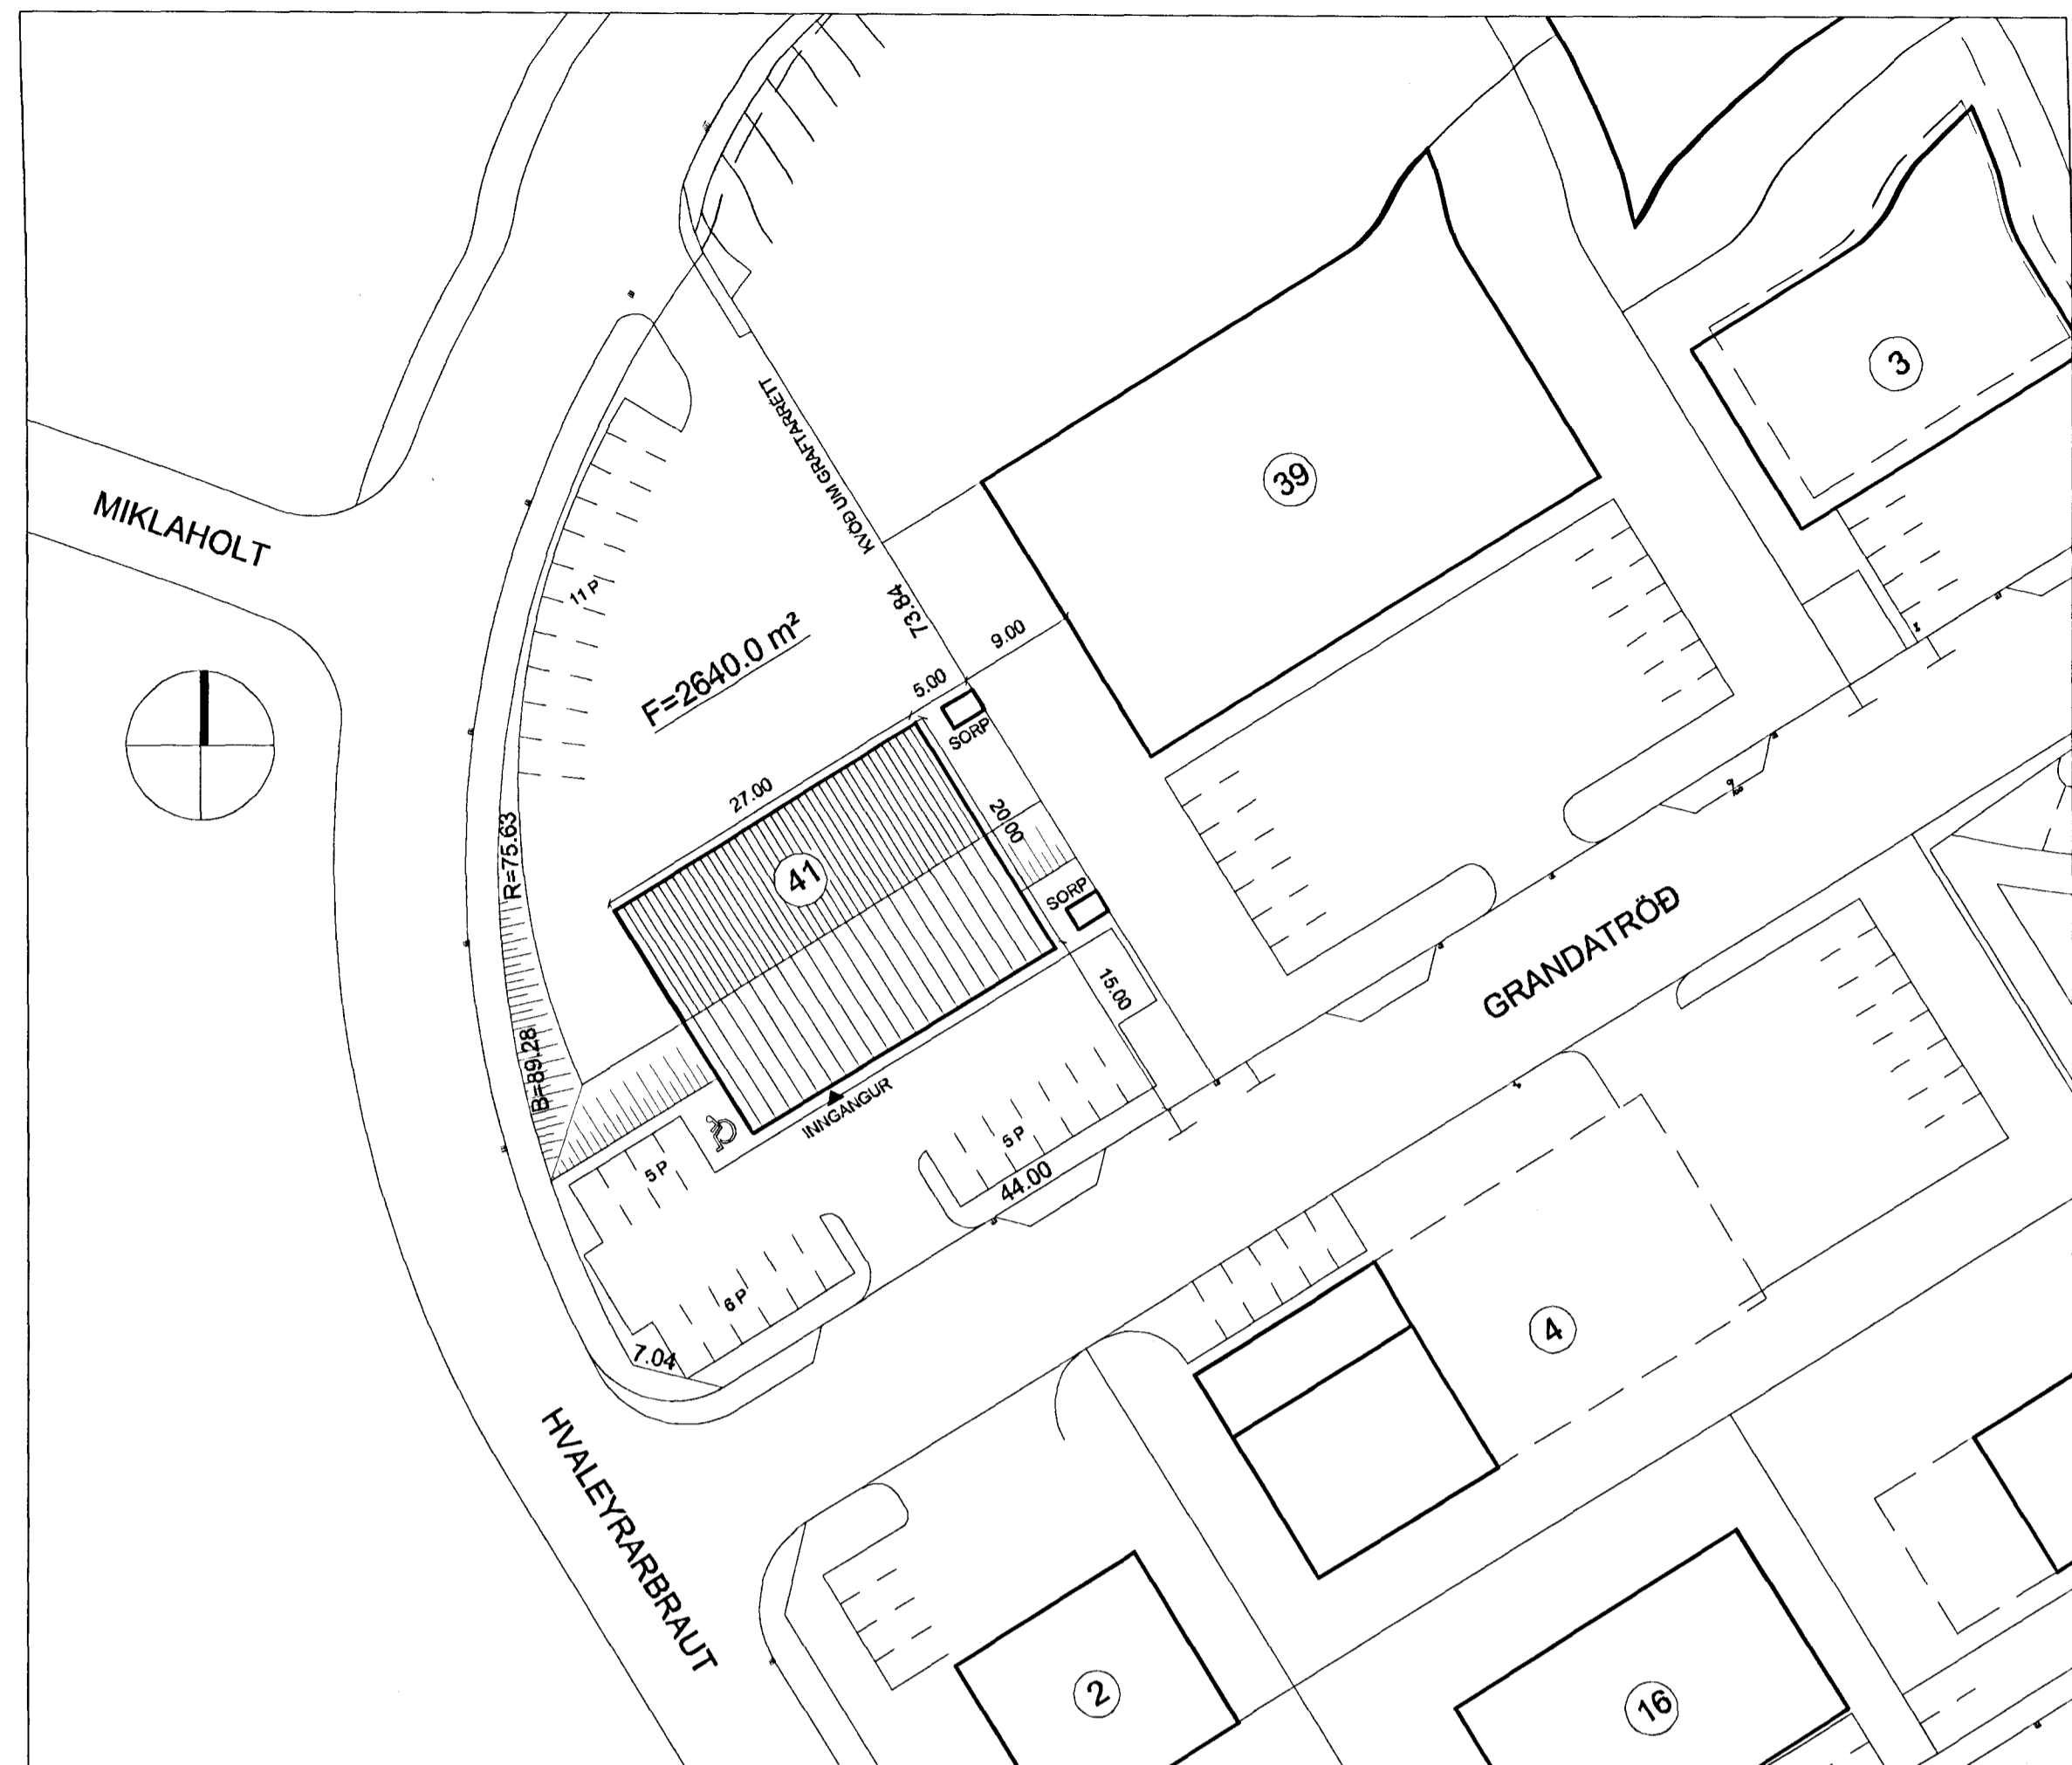 3
39
MIKLAHOLT
KVÖÐ UM GRAFTARRÉTT
11 P
73.84
9.00
F=2640.0 m²
5.00
SORP
27.00
20.00
R=75.63
41
SORP
GRANDATRÖÐ
15.00
B=89.28
INNGANGUR
5 P
5 P
44.00
6 P
7.04
4
HVALEYRARBRAUT
2
16